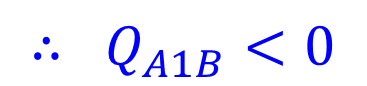 ∴ Q_{A1B} < 0